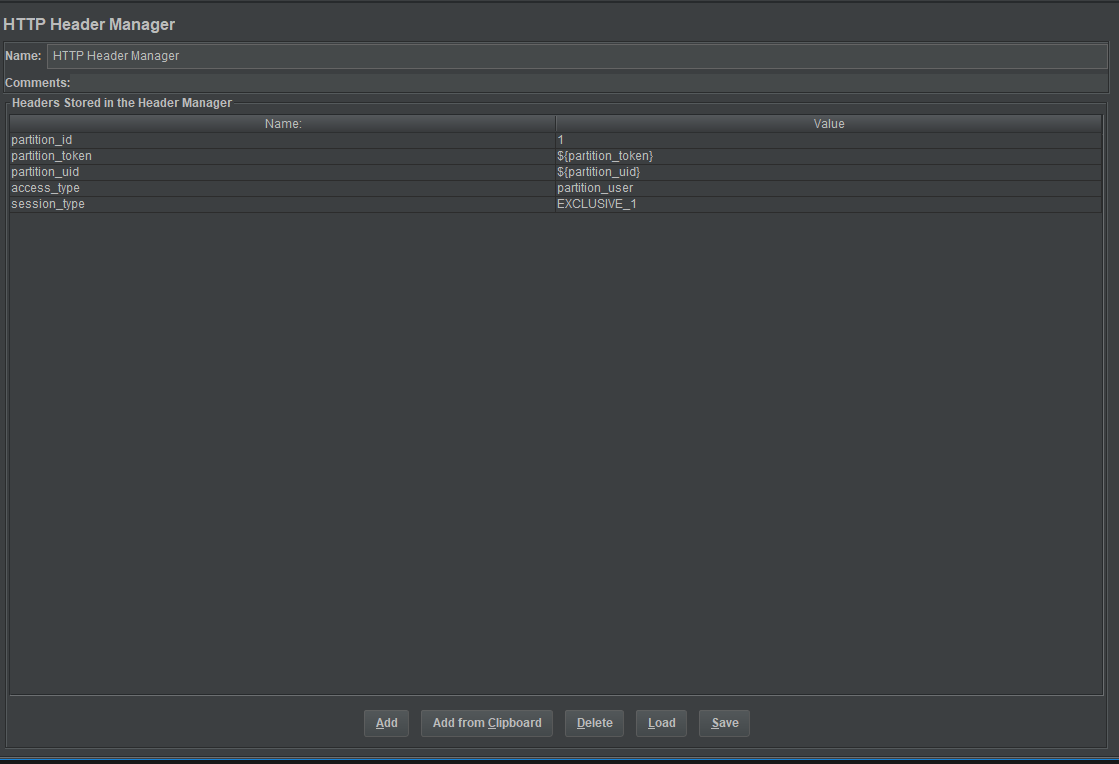 HTTP Header Manager
Name: HTTP Header Manager
Comments:
Headers Stored in the Header Manager
Name: Value
partition_id 1
partition_token ${partition_token}
partition_uid ${partition_uid}
access_type partition_user
session_type EXCLUSIVE_1
Add Add from Clipboard Delete Load Save